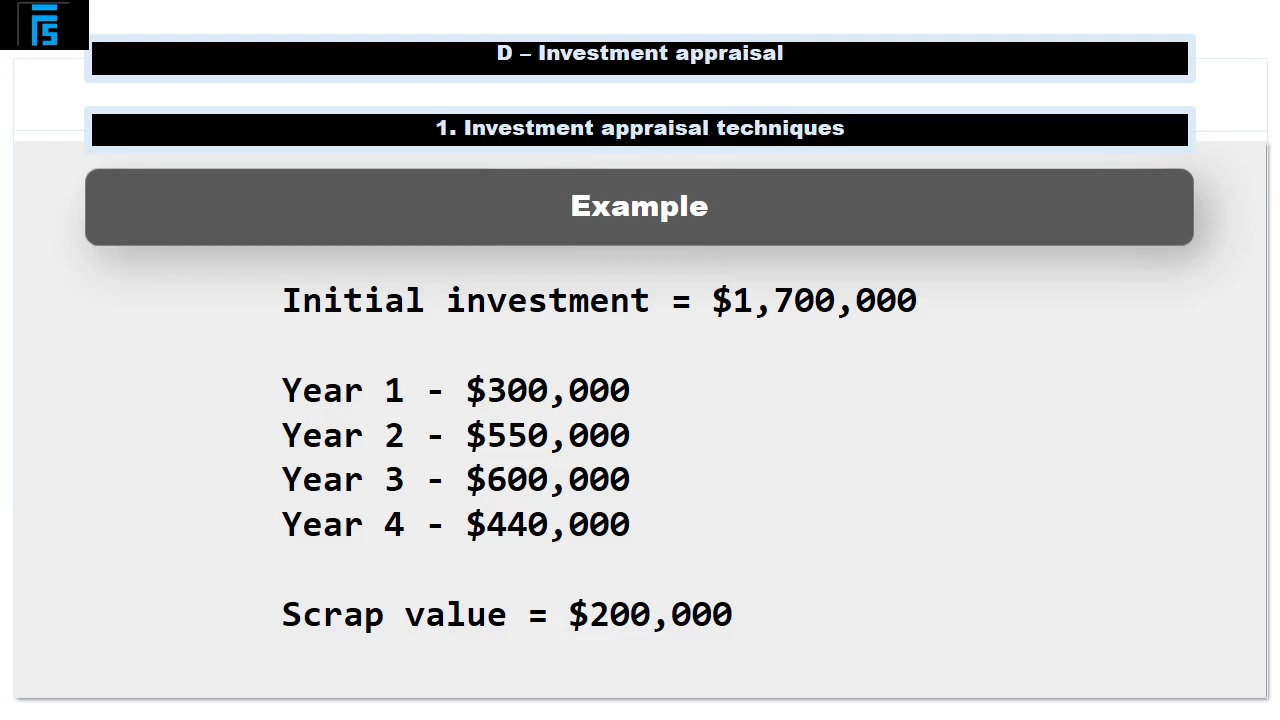 D – Investment appraisal
1. Investment appraisal techniques
Example
Initial investment = $1,700,000
Year 1 - $300,000
Year 2 - $550,000
Year 3 - $600,000
Year 4 - $440,000
Scrap value = $200,000